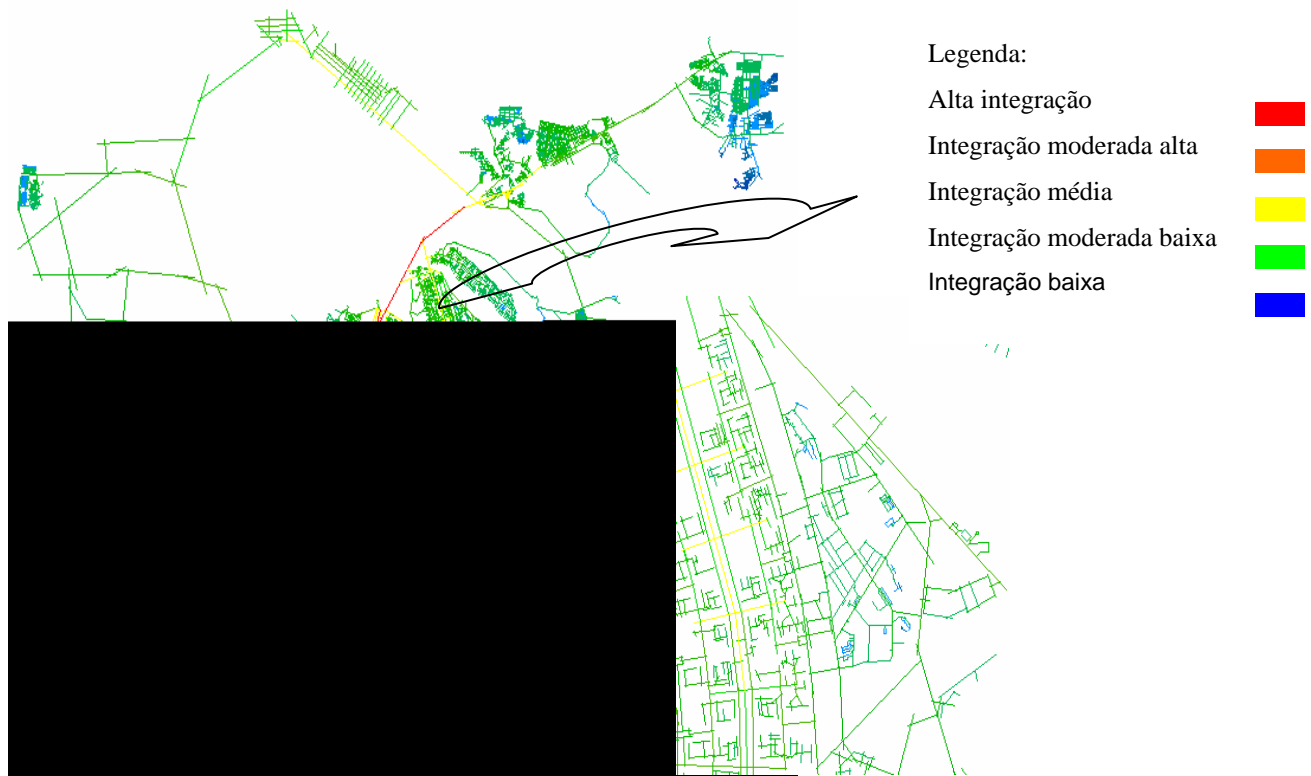 Legenda:
Alta integração
Integração moderada alta
Integração média
Integração moderada baixa
Integração baixa